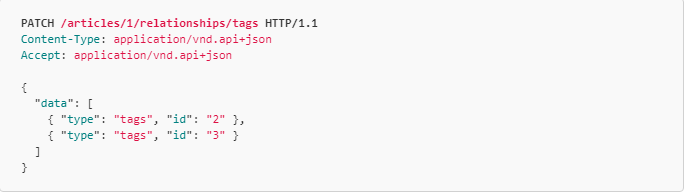 PATCH /articles/1/relationships/tags HTTP/1.1
Content-Type: application/vnd.api+json
Accept: application/vnd.api+json

{
  "data": [
    { "type": "tags", "id": "2" },
    { "type": "tags", "id": "3" }
  ]
}